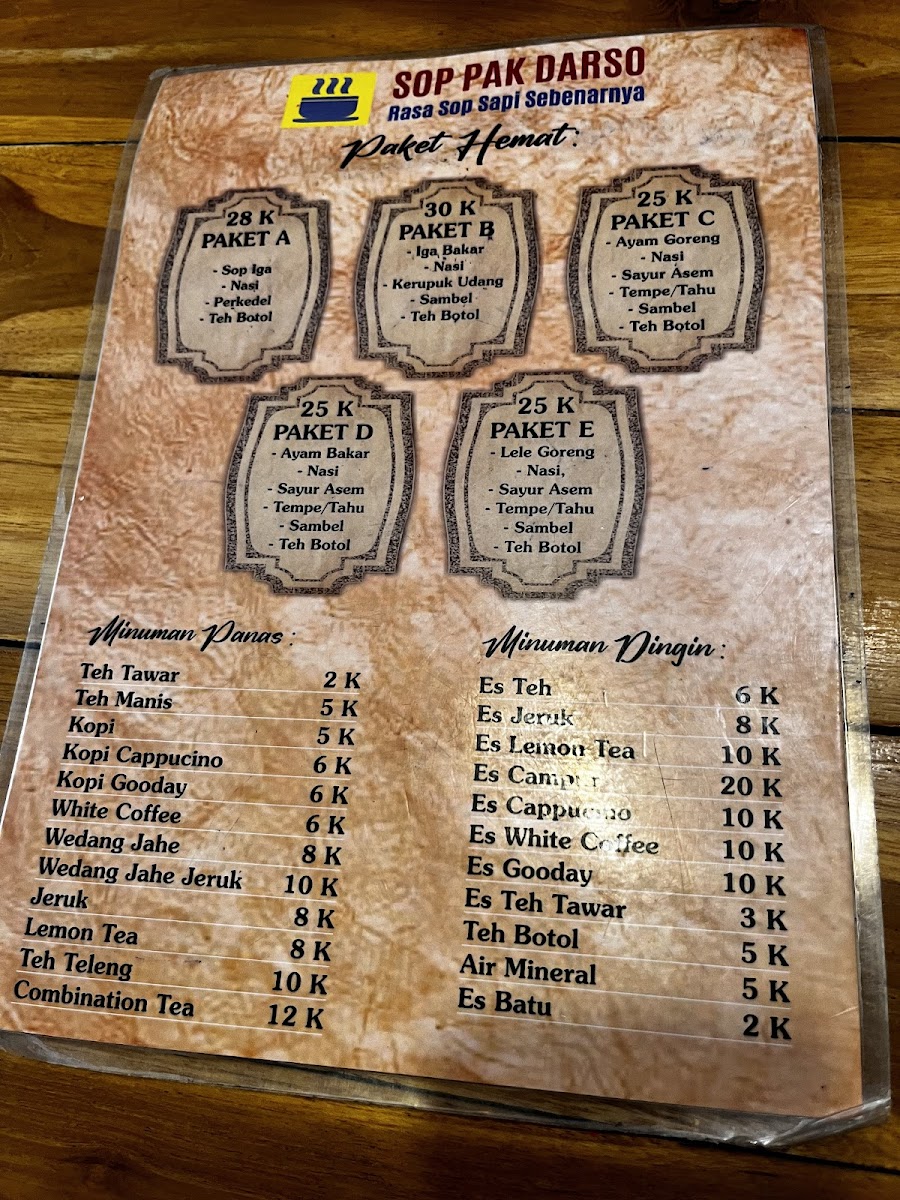 SOP PAK DARSO
Rasa Sop Sapi Sebenarnya
Paket Hemat :
28 K
PAKET A
- Sop Iga
- Nasi
- Perkedel
- Teh Botol
30 K
PAKET B
- Iga Bakar
- Nasi
- Kerupuk Udang
- Sambel
- Teh Botol
25 K
PAKET C
- Ayam Goreng
- Nasi
- Sayur Asem
- Tempe/Tahu
- Sambel
- Teh Botol
25 K
PAKET D
- Ayam Bakar
- Nasi
- Sayur Asem
- Tempe/Tahu
- Sambel
- Teh Botol
25 K
PAKET E
- Lele Goreng
- Nasi,
- Sayur Asem
- Tempe/Tahu
- Sambel
- Teh Botol
Minuman Panas :
Teh Tawar 2 K
Teh Manis 5 K
Kopi 5 K
Kopi Cappucino 6 K
Kopi Gooday 6 K
White Coffee 6 K
Wedang Jahe 8 K
Wedang Jahe Jeruk 10 K
Jeruk 8 K
Lemon Tea 8 K
Teh Teleng 10 K
Combination Tea 12 K
Minuman Dingin :
Es Teh 6 K
Es Jeruk 8 K
Es Lemon Tea 10 K
Es Campur 20 K
Es Cappucino 10 K
Es White Coffee 10 K
Es Gooday 10 K
Es Teh Tawar 3 K
Teh Botol 5 K
Air Mineral 5 K
Es Batu 2 K